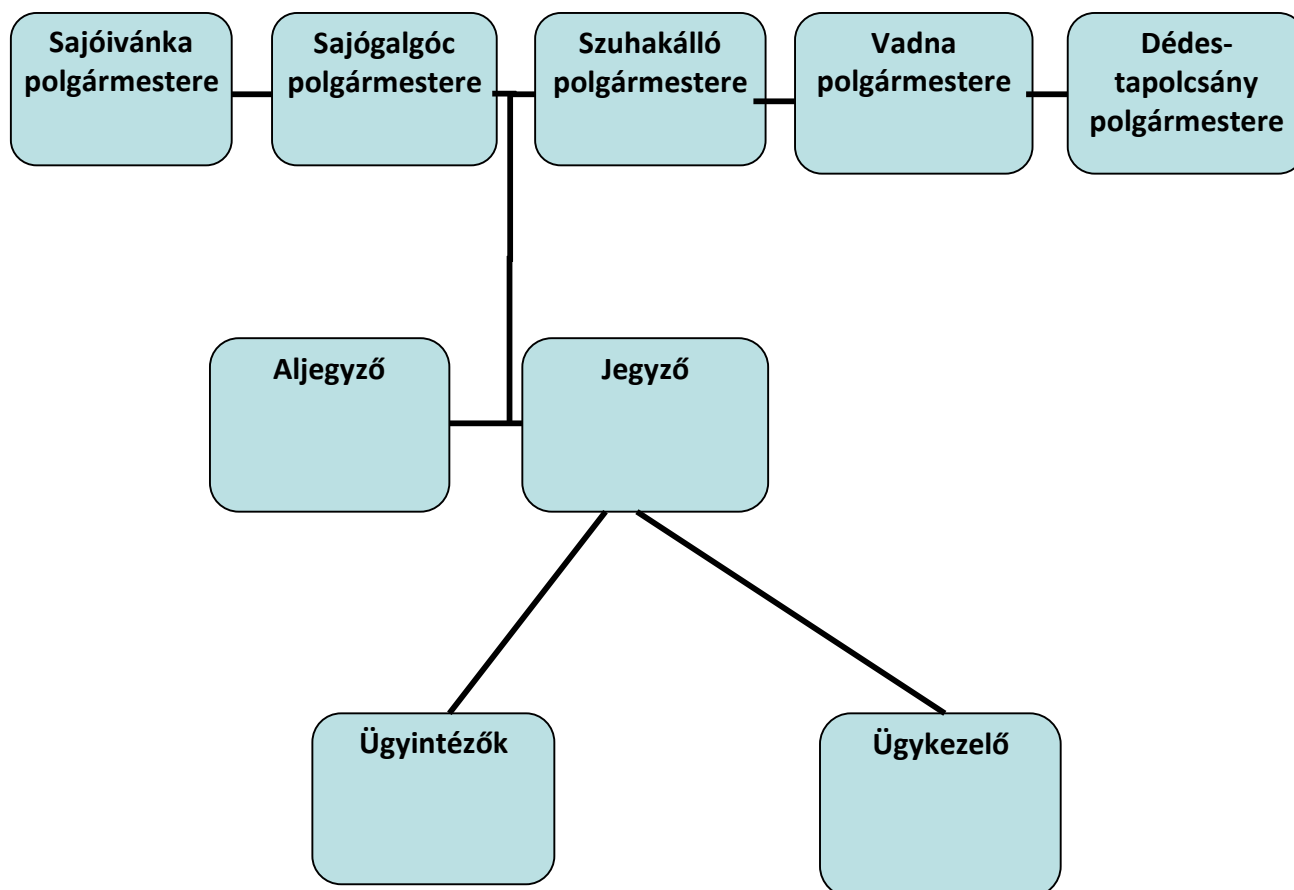 Sajóivánka
polgármestere
Sajógalgóc
polgármestere
Szuhakálló
polgármestere
Vadna
polgármestere
Dédes-
tapolcsány
polgármestere
Aljegyző
Jegyző
Ügyintézők
Ügykezelő